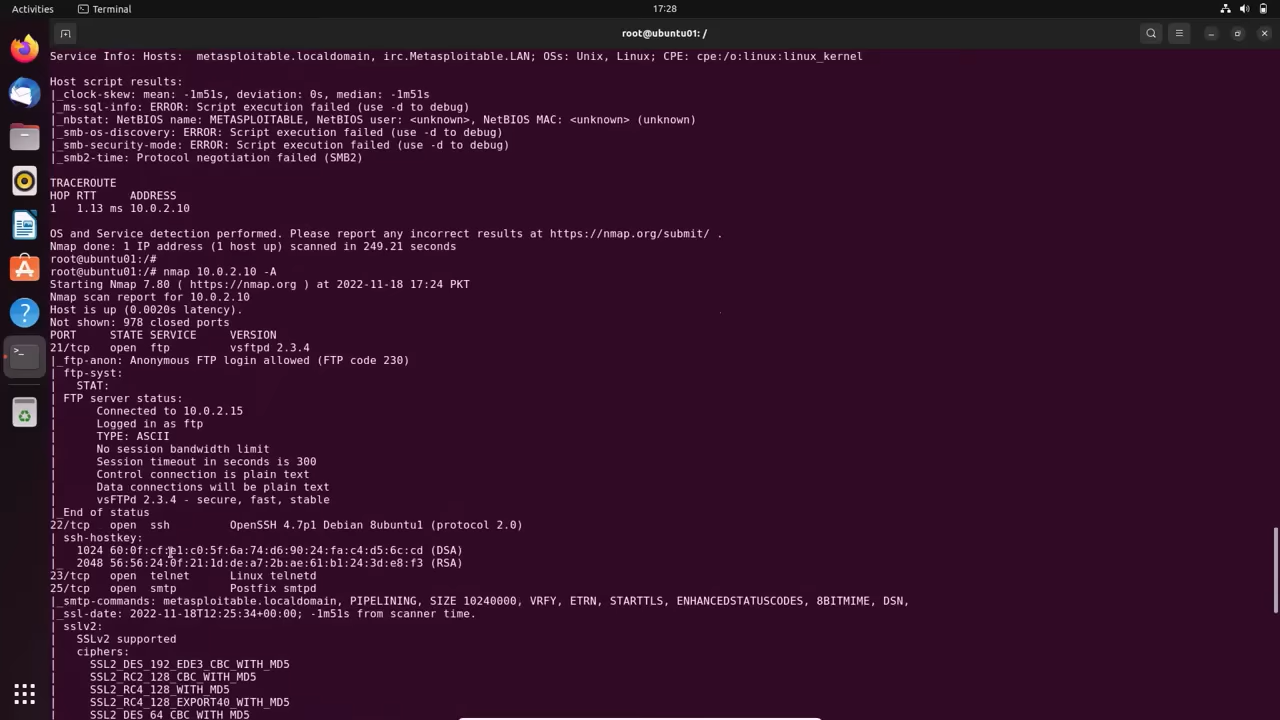 Activities
Terminal
17:28
root@ubuntu01: /
Service Info: Hosts:  metasploitable.localdomain, irc.Metasploitable.LAN; OSs: Unix, Linux; CPE: cpe:/o:linux:linux_kernel
Host script results:
|_clock-skew: mean: -1m51s, deviation: 0s, median: -1m51s
|_ms-sql-info: ERROR: Script execution failed (use -d to debug)
|_nbstat: NetBIOS name: METASPLOITABLE, NetBIOS user: <unknown>, NetBIOS MAC: <unknown> (unknown)
|_smb-os-discovery: ERROR: Script execution failed (use -d to debug)
|_smb-security-mode: ERROR: Script execution failed (use -d to debug)
|_smb2-time: Protocol negotiation failed (SMB2)
TRACEROUTE
HOP RTT     ADDRESS
1   1.13 ms 10.0.2.10
OS and Service detection performed. Please report any incorrect results at https://nmap.org/submit/ .
Nmap done: 1 IP address (1 host up) scanned in 249.21 seconds
root@ubuntu01:/#
root@ubuntu01:/# nmap 10.0.2.10 -A
Starting Nmap 7.80 ( https://nmap.org ) at 2022-11-18 17:24 PKT
Nmap scan report for 10.0.2.10
Host is up (0.0020s latency).
Not shown: 978 closed ports
PORT     STATE SERVICE     VERSION
21/tcp   open  ftp         vsftpd 2.3.4
|_ftp-anon: Anonymous FTP login allowed (FTP code 230)
| ftp-syst:
|   STAT:
| FTP server status:
|      Connected to 10.0.2.15
|      Logged in as ftp
|      TYPE: ASCII
|      No session bandwidth limit
|      Session timeout in seconds is 300
|      Control connection is plain text
|      Data connections will be plain text
|      vsFTPd 2.3.4 - secure, fast, stable
|_End of status
22/tcp   open  ssh         OpenSSH 4.7p1 Debian 8ubuntu1 (protocol 2.0)
| ssh-hostkey:
|   1024 60:0f:cf:e1:c0:5f:6a:74:d6:90:24:fa:c4:d5:6c:cd (DSA)
|_  2048 56:56:24:0f:21:1d:de:a7:2b:ae:61:b1:24:3d:e8:f3 (RSA)
23/tcp   open  telnet      Linux telnetd
25/tcp   open  smtp        Postfix smtpd
|_smtp-commands: metasploitable.localdomain, PIPELINING, SIZE 10240000, VRFY, ETRN, STARTTLS, ENHANCEDSTATUSCODES, 8BITMIME, DSN,
|_ssl-date: 2022-11-18T12:25:34+00:00; -1m51s from scanner time.
| sslv2:
|   SSLv2 supported
|   ciphers:
|     SSL2_DES_192_EDE3_CBC_WITH_MD5
|     SSL2_RC2_128_CBC_WITH_MD5
|     SSL2_RC4_128_WITH_MD5
|     SSL2_RC4_128_EXPORT40_WITH_MD5
|     SSL2_DES_64_CBC_WITH_MD5